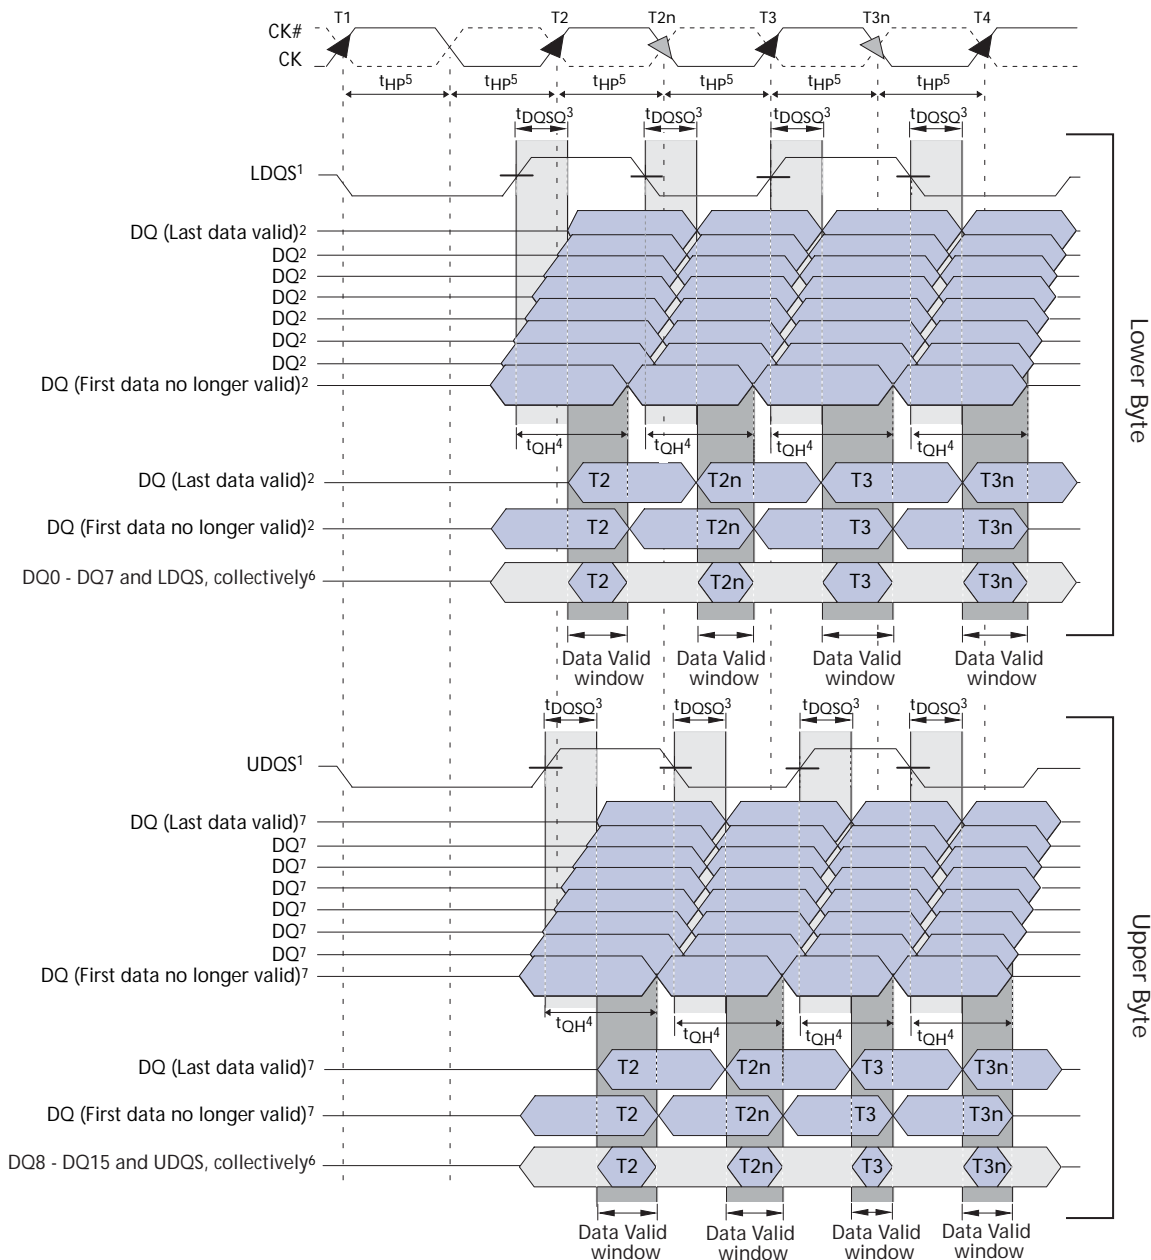 T1 T2 T2n T3 T3n T4
CK#
CK
tHP5 tHP5 tHP5 tHP5 tHP5 tHP5
tDQSQ3 tDQSQ3 tDQSQ3 tDQSQ3
LDQS1
DQ (Last data valid)2
DQ2
DQ2
DQ2
DQ2
DQ2
DQ2
DQ (First data no longer valid)2
Lower Byte
tQH4 tQH4 tQH4 tQH4
DQ (Last data valid)2 T2 T2n T3 T3n
DQ (First data no longer valid)2 T2 T2n T3 T3n
DQ0 - DQ7 and LDQS, collectively6 T2 T2n T3 T3n
Data Valid Data Valid Data Valid Data Valid
window window window window
tDQSQ3 tDQSQ3 tDQSQ3 tDQSQ3
UDQS1
DQ (Last data valid)7
DQ7
DQ7
DQ7
DQ7
DQ7
DQ7
DQ (First data no longer valid)7
Upper Byte
tQH4 tQH4 tQH4 tQH4
DQ (Last data valid)7 T2 T2n T3 T3n
DQ (First data no longer valid)7 T2 T2n T3 T3n
DQ8 - DQ15 and UDQS, collectively6 T2 T2n T3 T3n
Data Valid Data Valid Data Valid Data Valid
window window window window